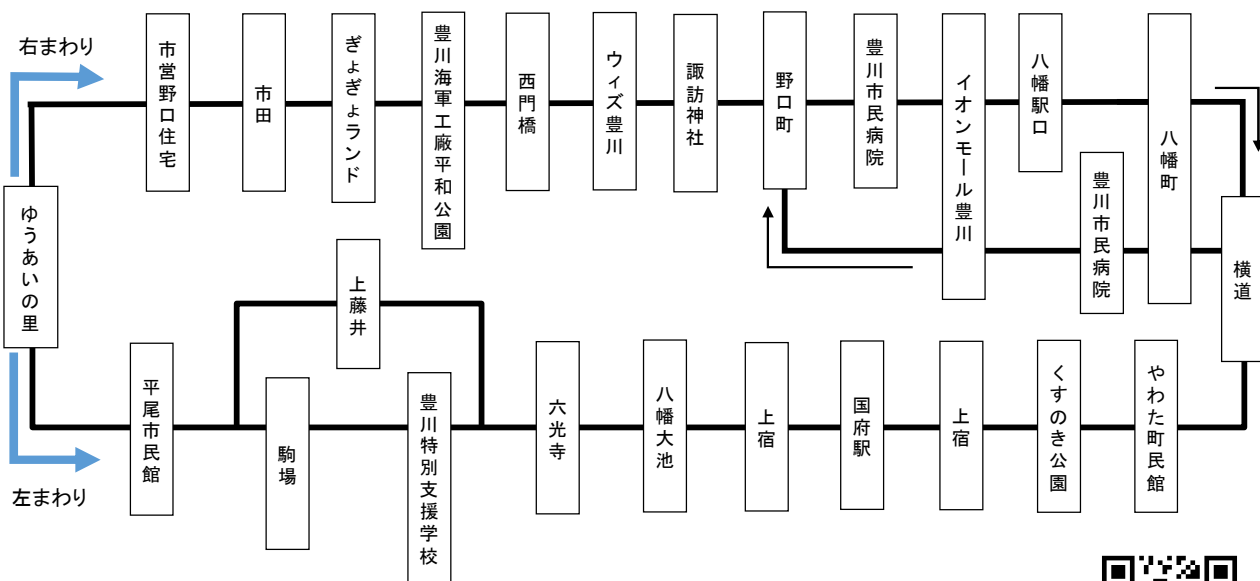 右まわり
市営野口住宅
市田
ぎょぎょランド
豊川海軍工廠平和公園
西門橋
ウィズ豊川
諏訪神社
野口町
豊川市民病院
イオンモール豊川
八幡駅口
豊川市民病院
八幡町
横道
ゆうあいの里
上藤井
平尾市民館
駒場
豊川特別支援学校
六光寺
八幡大池
上宿
国府駅
上宿
くすのき公園
やわた町民館
左まわり